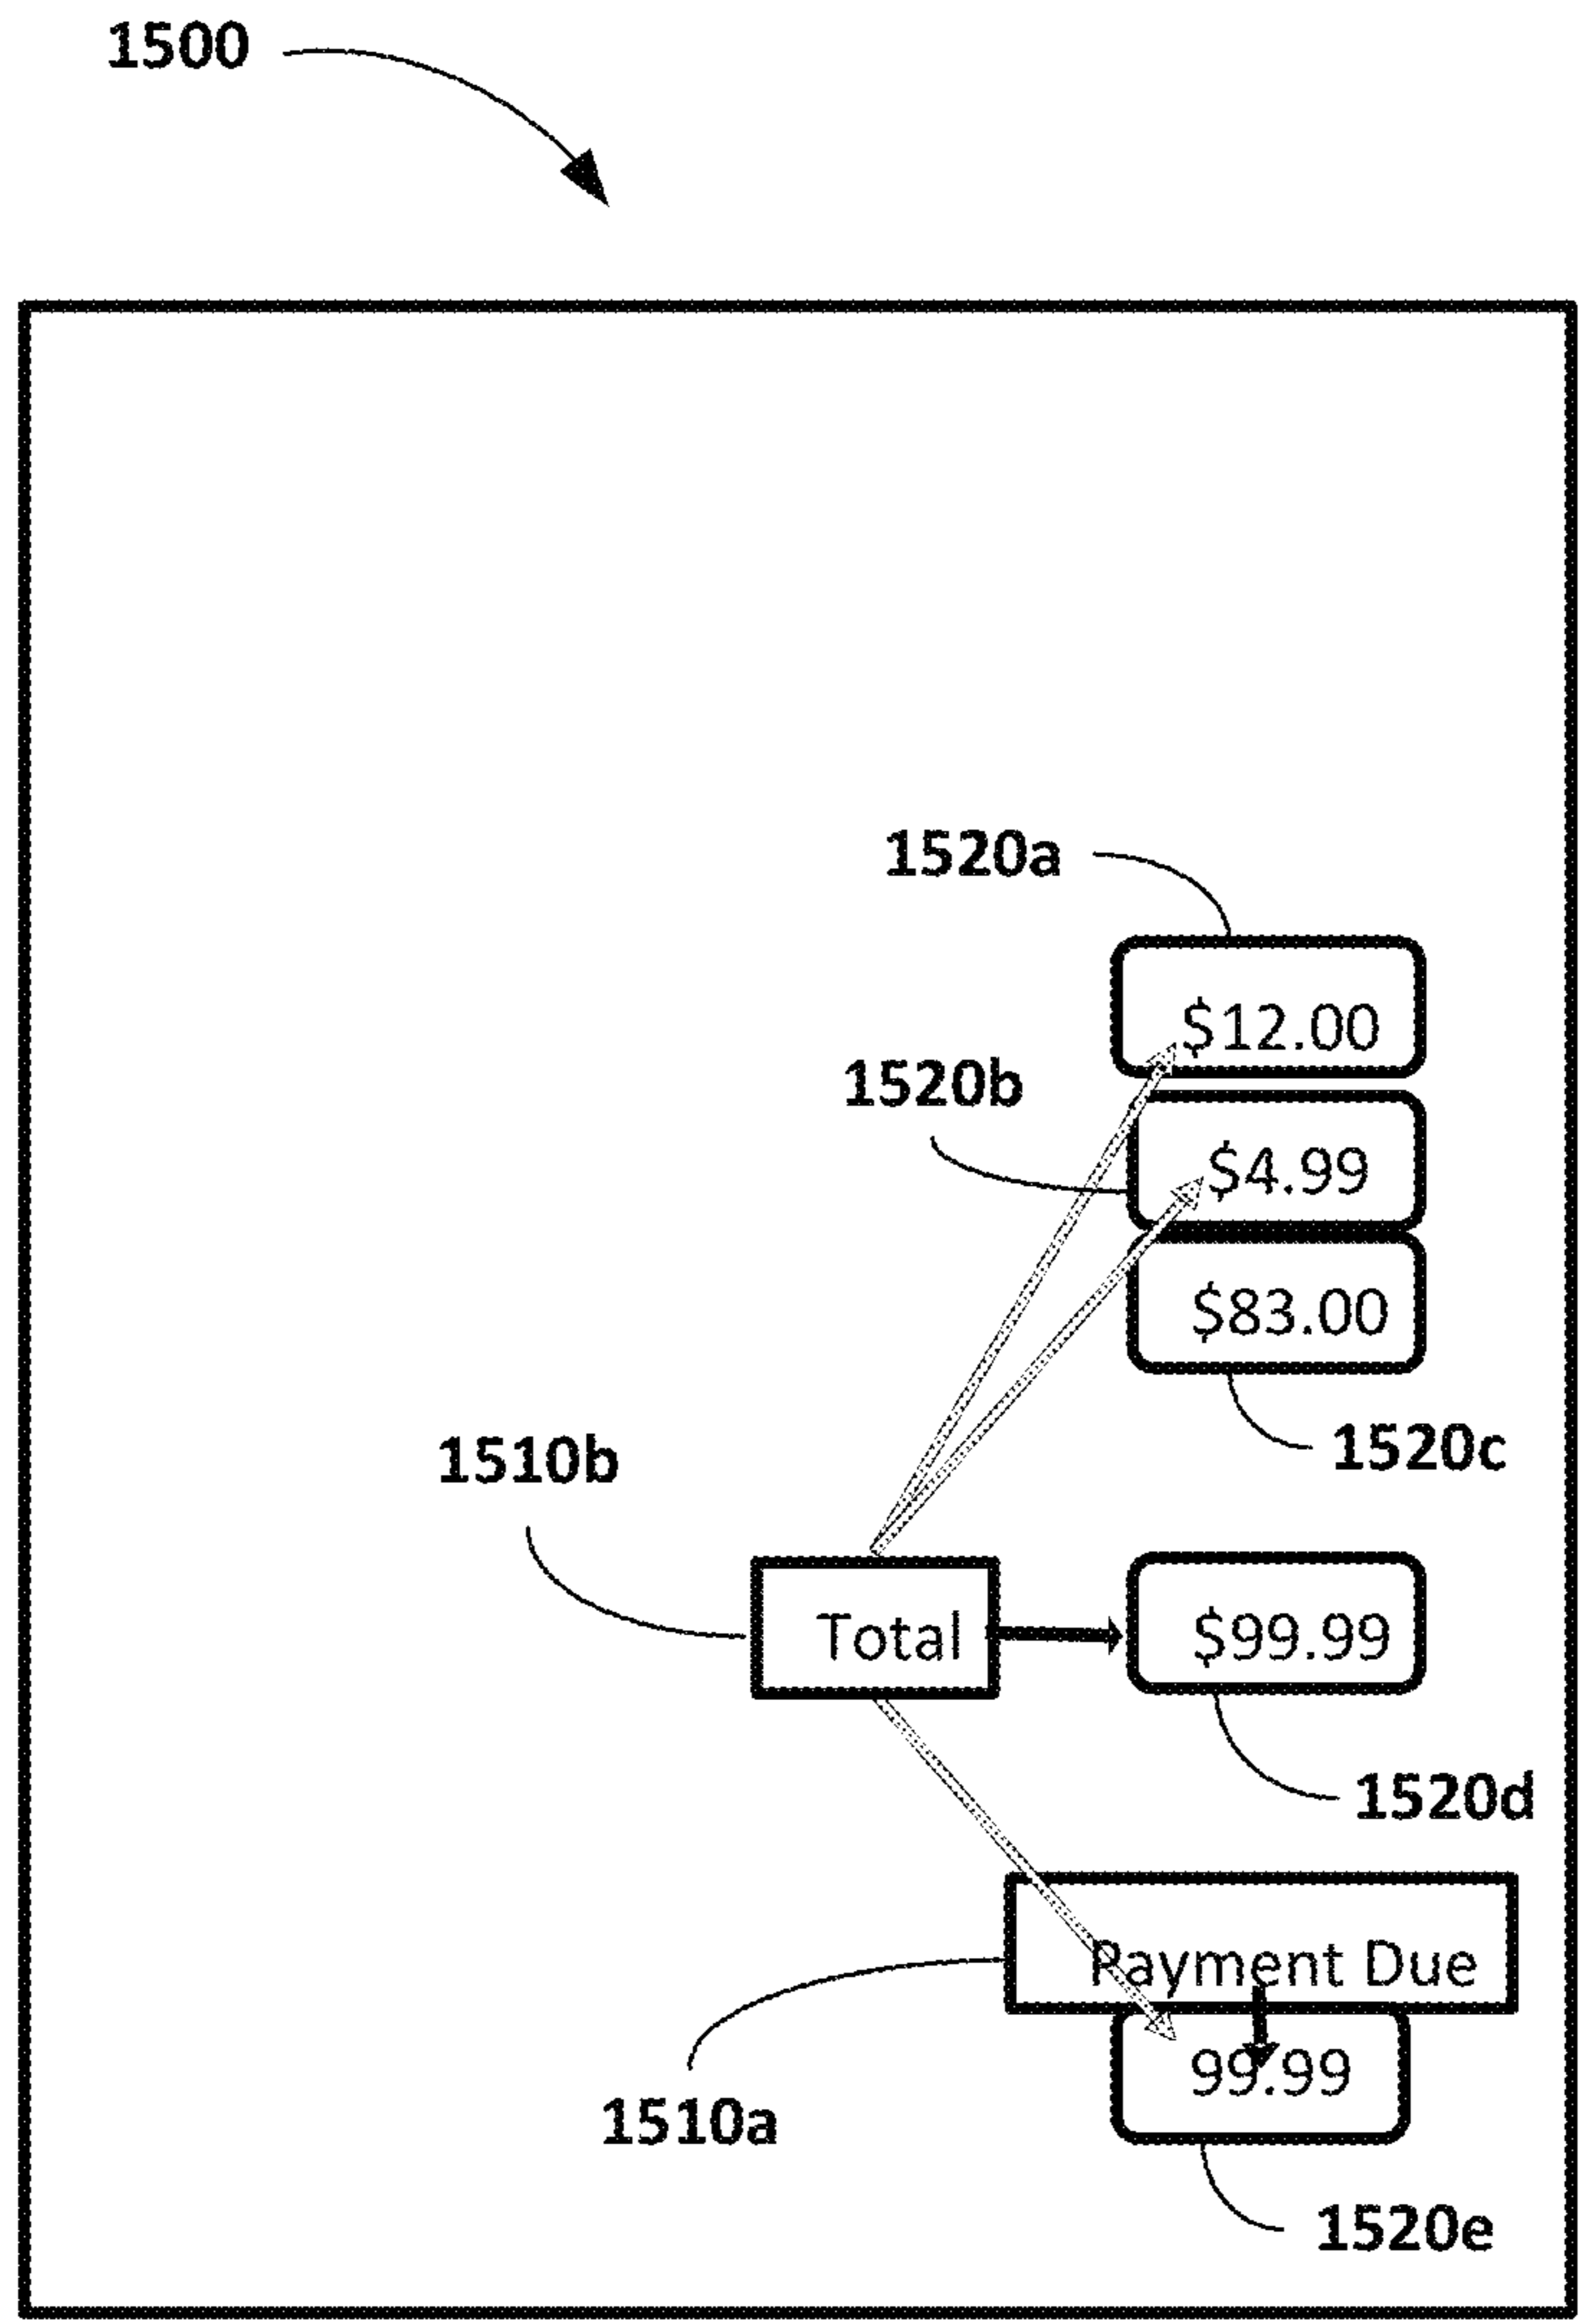 1500
1520a
$12.00
1520b
$4.99
$83.00
1520c
1510b
Total
$99.99
1520d
Payment Due
99.99
1510a
1520e